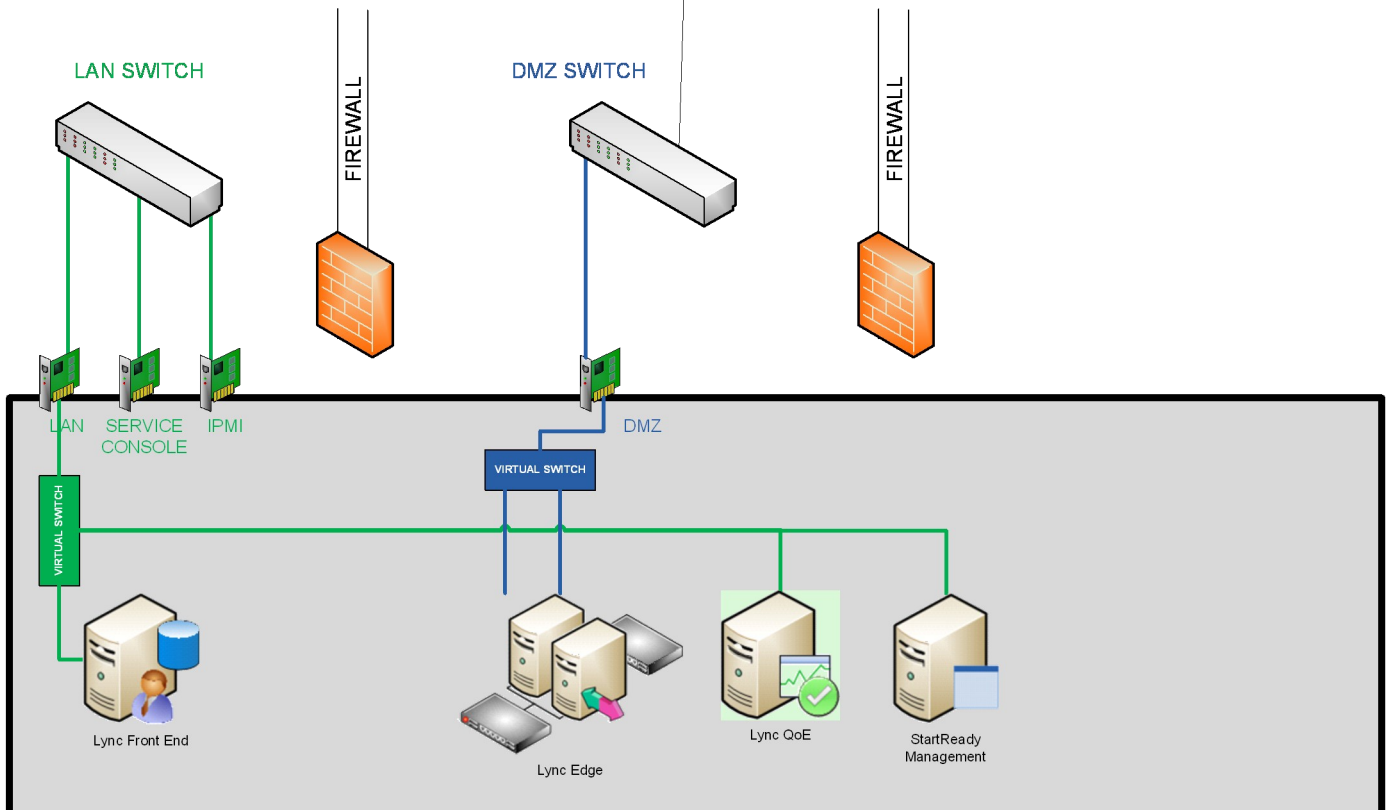 LAN SWITCH
FIREWALL
DMZ SWITCH
FIREWALL
LAN
SERVICE
CONSOLE
IPMI
DMZ
VIRTUAL SWITCH
VIRTUAL SWITCH
Lync Front End
Lync Edge
Lync QoE
StartReady
Management